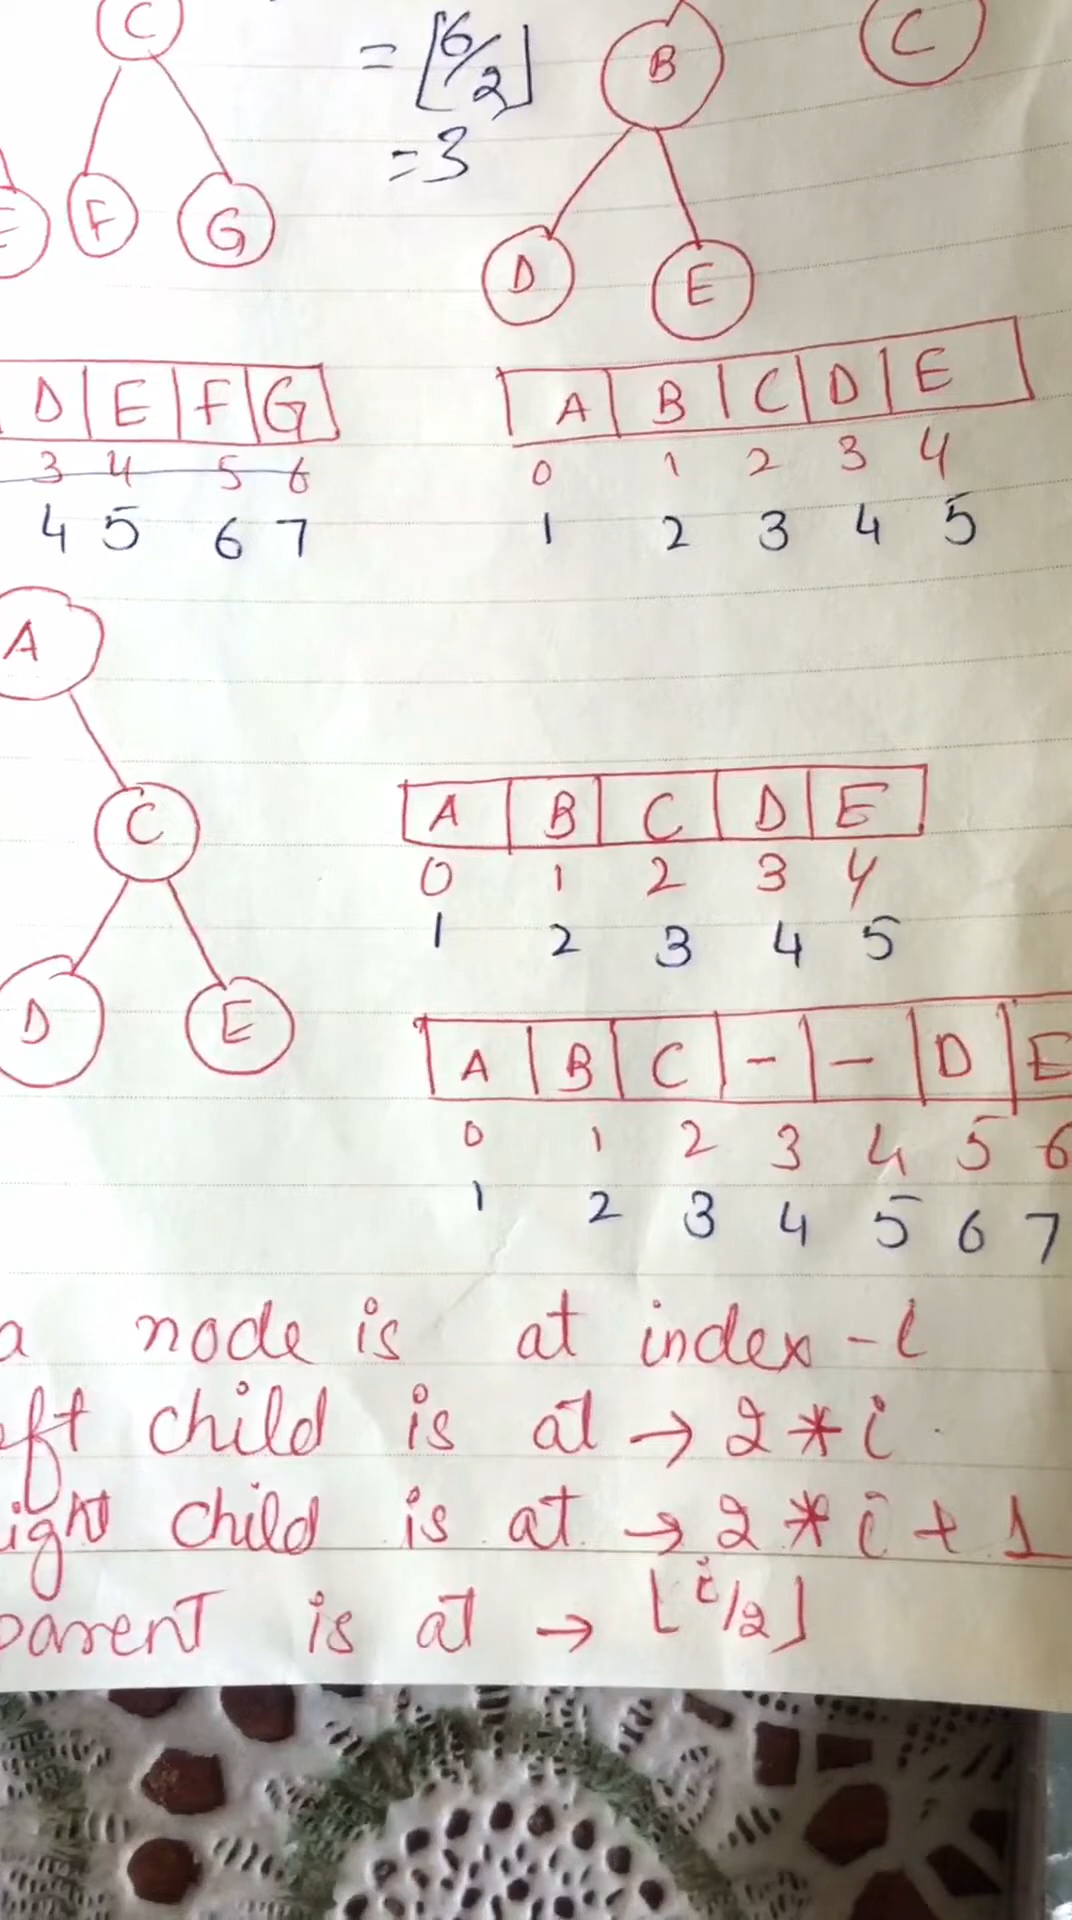 C
= ⌊6/2⌋
B
C
= 3
E F G
D E
D E F G
A B C D E
3 4 5 6
0 1 2 3 4
4 5 6 7
1 2 3 4 5
A
C
A B C D E
0 1 2 3 4
1 2 3 4 5
D E
A B C - - D E
0 1 2 3 4 5 6
1 2 3 4 5 6 7
a node is at index - i
eft child is at → 2 * i
ight child is at → 2 * i + 1
parent is at → ⌊i/2⌋